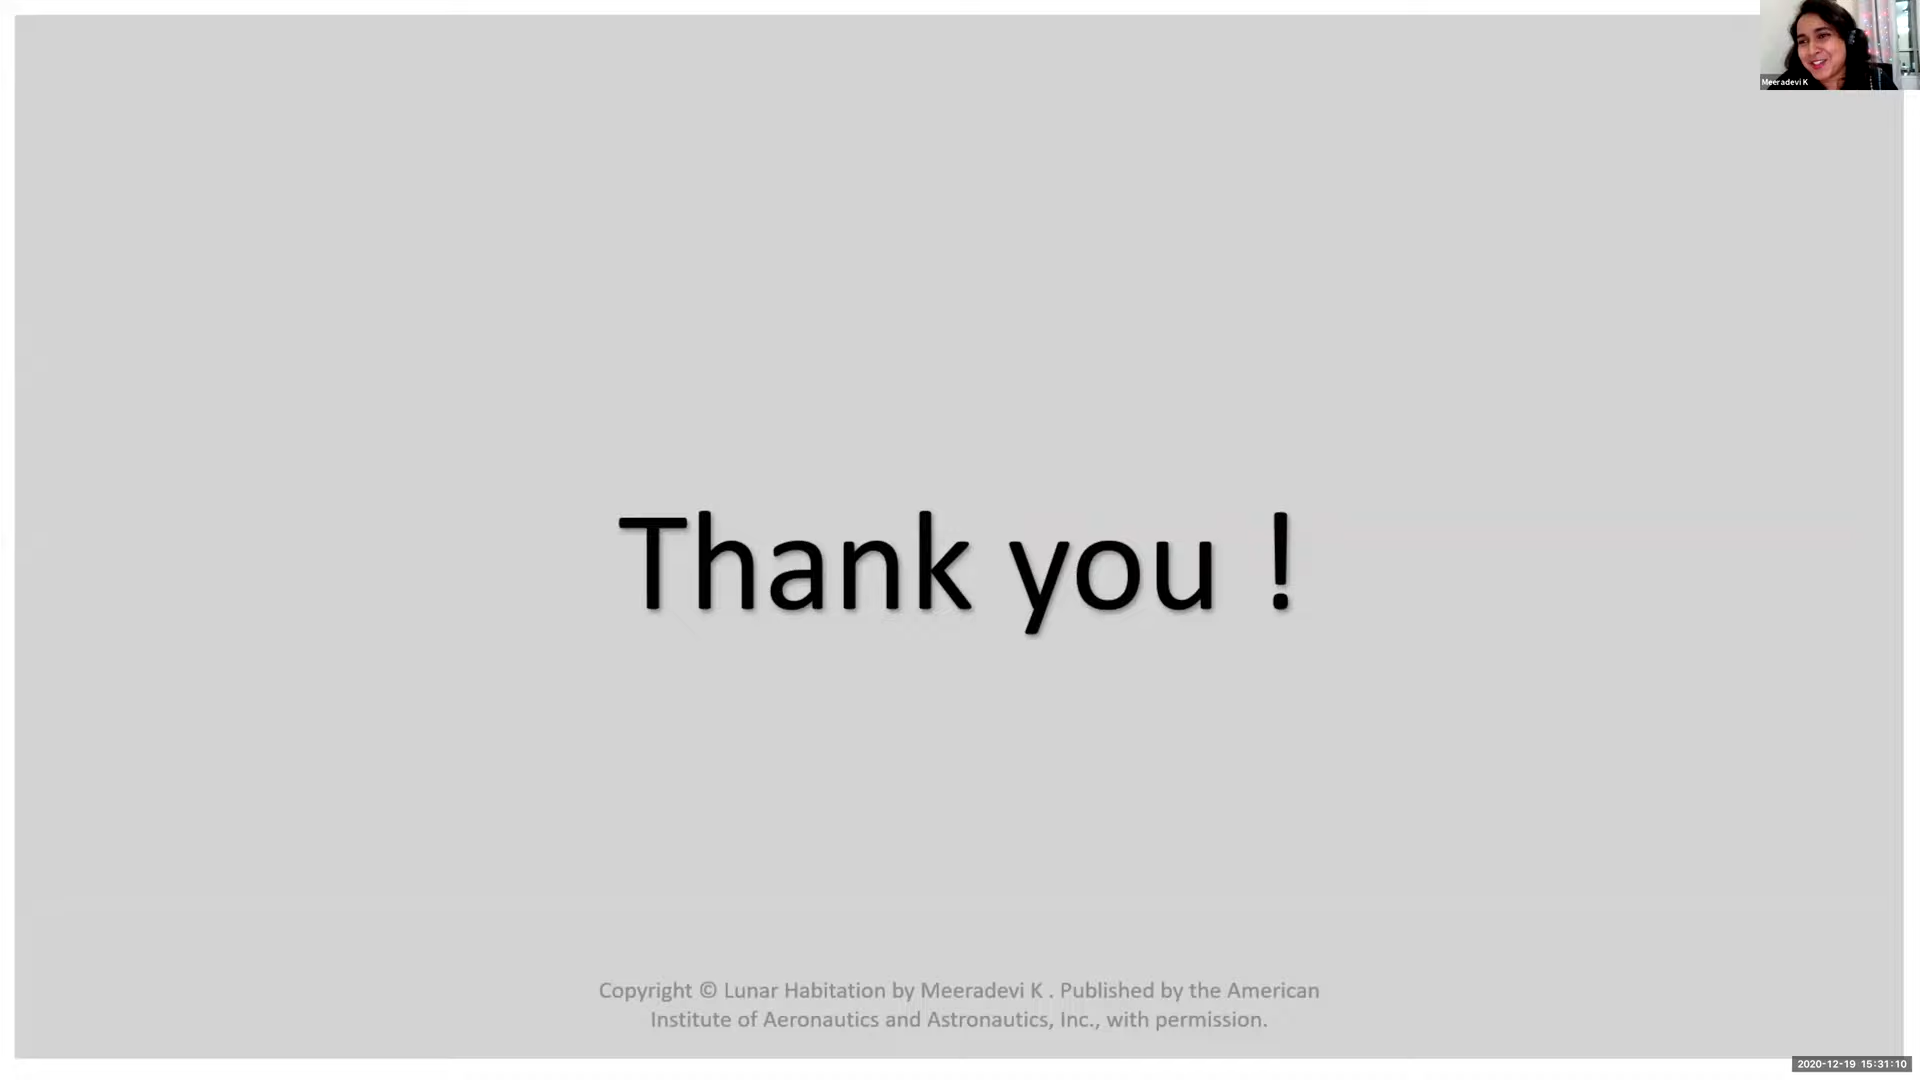 Meeradevi K
Thank you !
Copyright © Lunar Habitation by Meeradevi K . Published by the American
Institute of Aeronautics and Astronautics, Inc., with permission.
2020-12-19 15:31:10